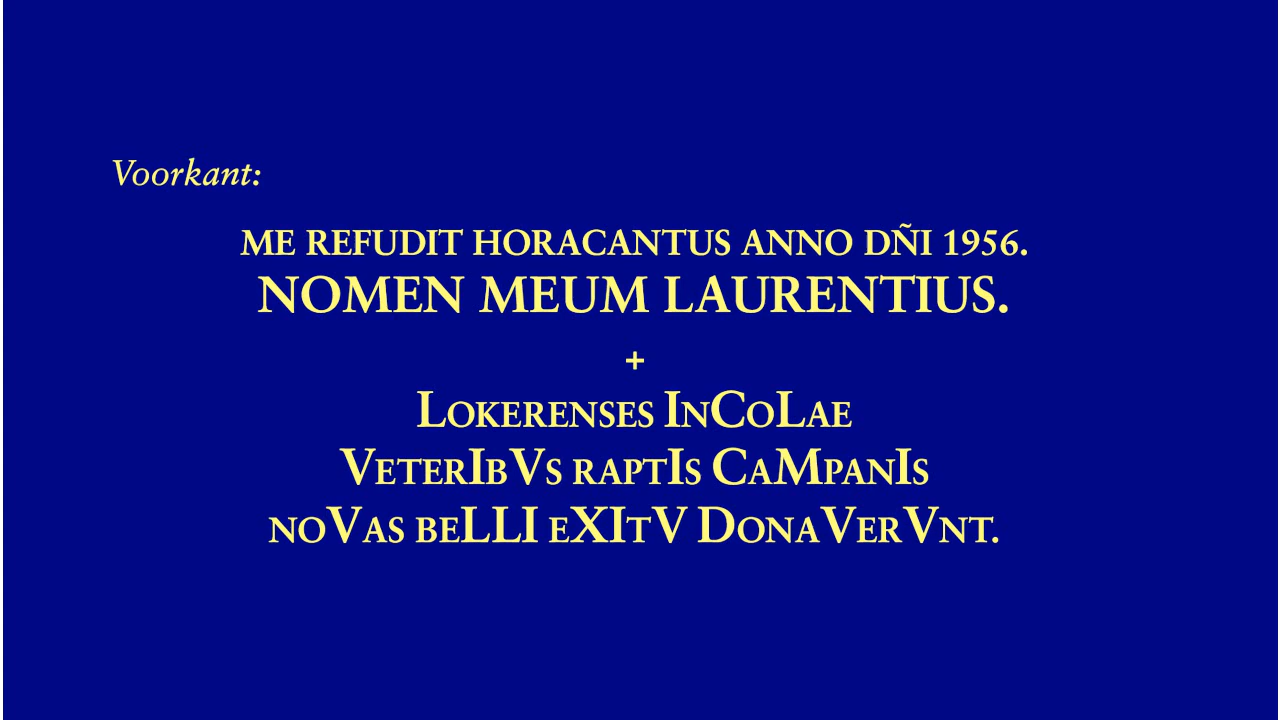 Voorkant:
ME REFUDIT HORACANTUS ANNO DÑI 1956.
NOMEN MEUM LAURENTIUS.
+
LOKERENSES INCOLAE
VETERIBVS RAPTIS CAMPANIS
NOVAS BELLI EXITV DONAVERVNT.